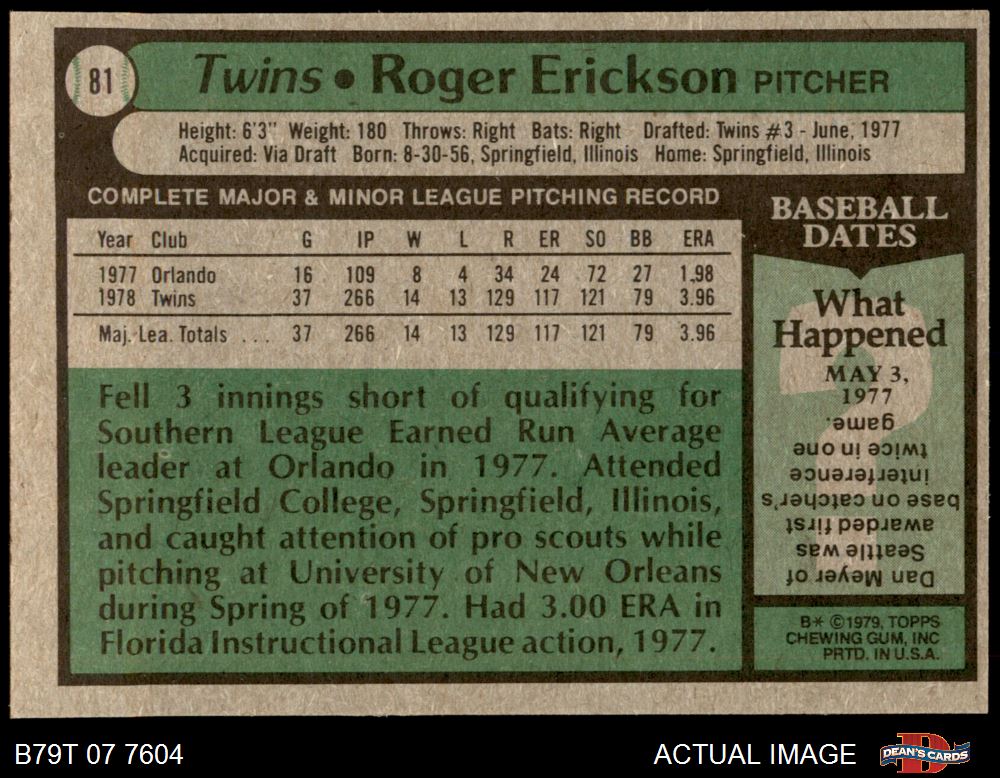 81
Twins • Roger Erickson PITCHER
Height: 6'3" Weight: 180 Throws: Right Bats: Right Drafted: Twins #3 - June, 1977
Acquired: Via Draft Born: 8-30-56, Springfield, Illinois Home: Springfield, Illinois
COMPLETE MAJOR & MINOR LEAGUE PITCHING RECORD
Year Club G IP W L R ER SO BB ERA
1977 Orlando 16 109 8 4 34 24 72 27 1.98
1978 Twins 37 266 14 13 129 117 121 79 3.96
Maj. Lea. Totals ... 37 266 14 13 129 117 121 79 3.96
Fell 3 innings short of qualifying for
Southern League Earned Run Average
leader at Orlando in 1977. Attended
Springfield College, Springfield, Illinois,
and caught attention of pro scouts while
pitching at University of New Orleans
during Spring of 1977. Had 3.00 ERA in
Florida Instructional League action, 1977.
BASEBALL
DATES
What
Happened
MAY 3,
1977
Dan Meyer of
Seattle was
awarded first
base on catcher's
interference
twice in one
game.
B* ©1979, TOPPS
CHEWING GUM, INC
PRTD. IN U.S.A.
B79T 07 7604
ACTUAL IMAGE
DEAN'S CARDS